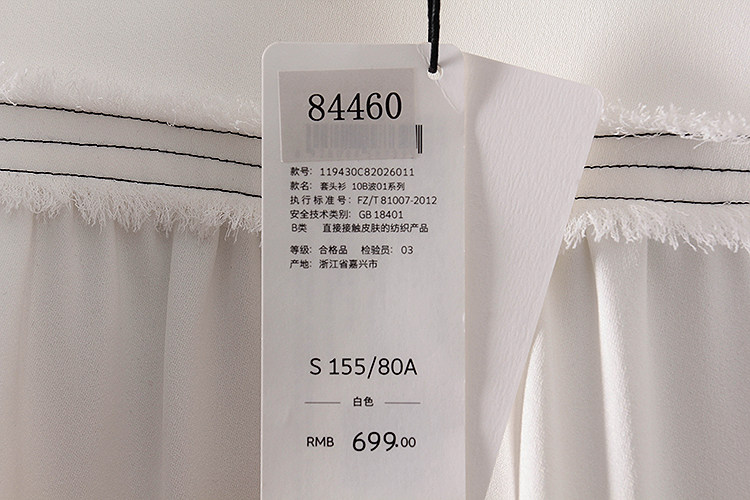 84460
款号: 119430C82026011
款名: 套头衫 10B波01系列
执行标准号: FZ/T 81007-2012
安全技术类别: GB 18401
B类 直接接触皮肤的纺织产品
等级: 合格品 检验员: 03
产地: 浙江省嘉兴市
S 155/80A
白色
RMB 699.00